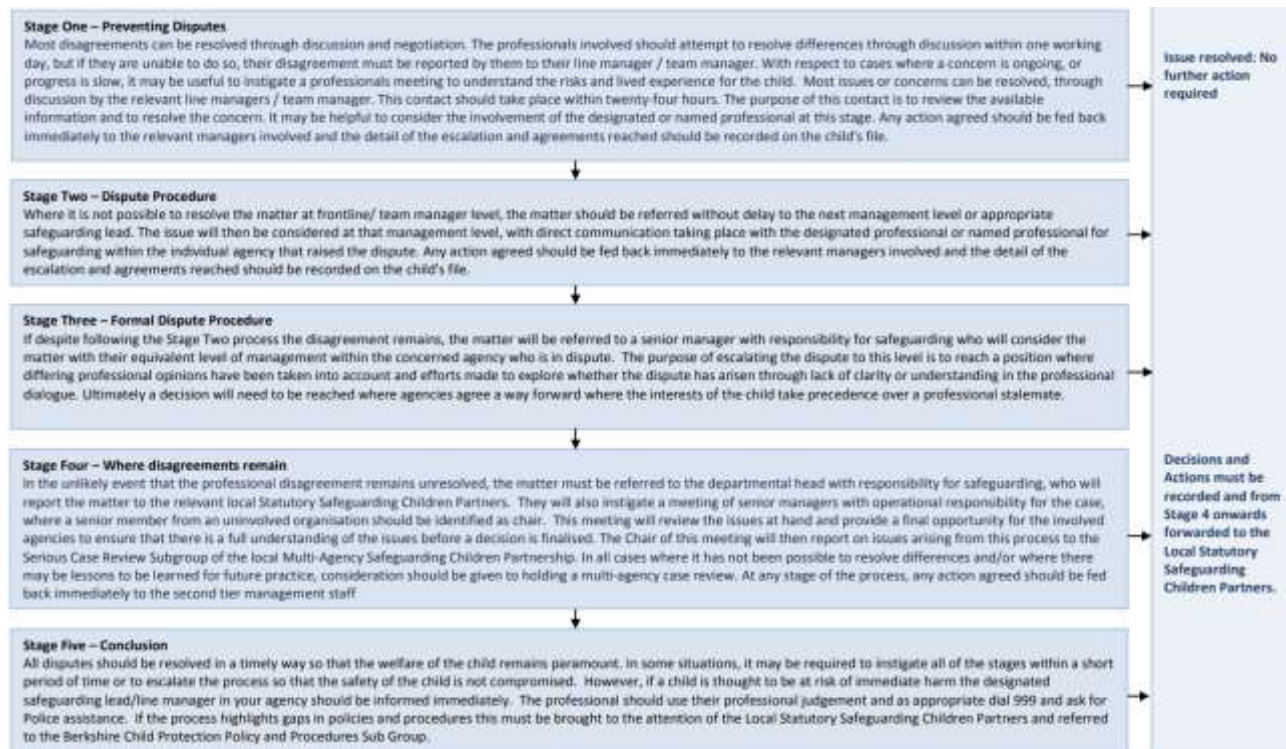 Stage One – Preventing Disputes
Most disagreements can be resolved through discussion and negotiation. The professionals involved should attempt to resolve differences through discussion within one working
day, but if they are unable to do so, their disagreement must be reported by them to their line manager / team manager. With respect to cases where a concern is ongoing, or
progress is slow, it may be useful to instigate a professionals meeting to understand the risks and lived experience for the child. Most issues or concerns can be resolved, through
discussion by the relevant line managers / team manager. This contact should take place within twenty-four hours. The purpose of this contact is to review the available
information and to resolve the concern. It may be helpful to consider the involvement of the designated or named professional at this stage. Any action agreed should be fed back
immediately to the relevant managers involved and the detail of the escalation and agreements reached should be recorded on the child's file.
Issue resolved: No
further action
required
Stage Two – Dispute Procedure
Where it is not possible to resolve the matter at frontline/ team manager level, the matter should be referred without delay to the next management level or appropriate
safeguarding lead. The issue will then be considered at that management level, with direct communication taking place with the designated professional or named professional for
safeguarding within the individual agency that raised the dispute. Any action agreed should be fed back immediately to the relevant managers involved and the detail of the
escalation and agreements reached should be recorded on the child's file.
Stage Three – Formal Dispute Procedure
If despite following the Stage Two process the disagreement remains, the matter will be referred to a senior manager with responsibility for safeguarding who will consider the
matter with their equivalent level of management within the concerned agency who is in dispute. The purpose of escalating the dispute to this level is to reach a position where
differing professional opinions have been taken into account and efforts made to explore whether the dispute has arisen through lack of clarity or understanding in the professional
dialogue. Ultimately a decision will need to be reached where agencies agree a way forward where the interests of the child take precedence over a professional stalemate.
Stage Four – Where disagreements remain
In the unlikely event that the professional disagreement remains unresolved, the matter must be referred to the departmental head with responsibility for safeguarding, who will
report the matter to the relevant local Statutory Safeguarding Children Partners. They will also instigate a meeting of senior managers with operational responsibility for the case,
where a senior member from an uninvolved organisation should be identified as chair. This meeting will review the issues at hand and provide a final opportunity for the involved
agencies to ensure that there is a full understanding of the issues before a decision is finalised. The Chair of this meeting will then report on issues arising from this process to the
Serious Case Review Subgroup of the local Multi-Agency Safeguarding Children Partnership. In all cases where it has not been possible to resolve differences and/or where there
may be lessons to be learned for future practice, consideration should be given to holding a multi-agency case review. At any stage of the process, any action agreed should be fed
back immediately to the second tier management staff
Decisions and
Actions must be
recorded and from
Stage 4 onwards
forwarded to the
Local Statutory
Safeguarding
Children Partners.
Stage Five – Conclusion
All disputes should be resolved in a timely way so that the welfare of the child remains paramount. In some situations, it may be required to instigate all of the stages within a short
period of time or to escalate the process so that the safety of the child is not compromised. However, if a child is thought to be at risk of immediate harm the designated
safeguarding lead/line manager in your agency should be informed immediately. The professional should use their professional judgement and as appropriate dial 999 and ask for
Police assistance. If the process highlights gaps in policies and procedures this must be brought to the attention of the Local Statutory Safeguarding Children Partners and referred
to the Berkshire Child Protection Policy and Procedures Sub Group.